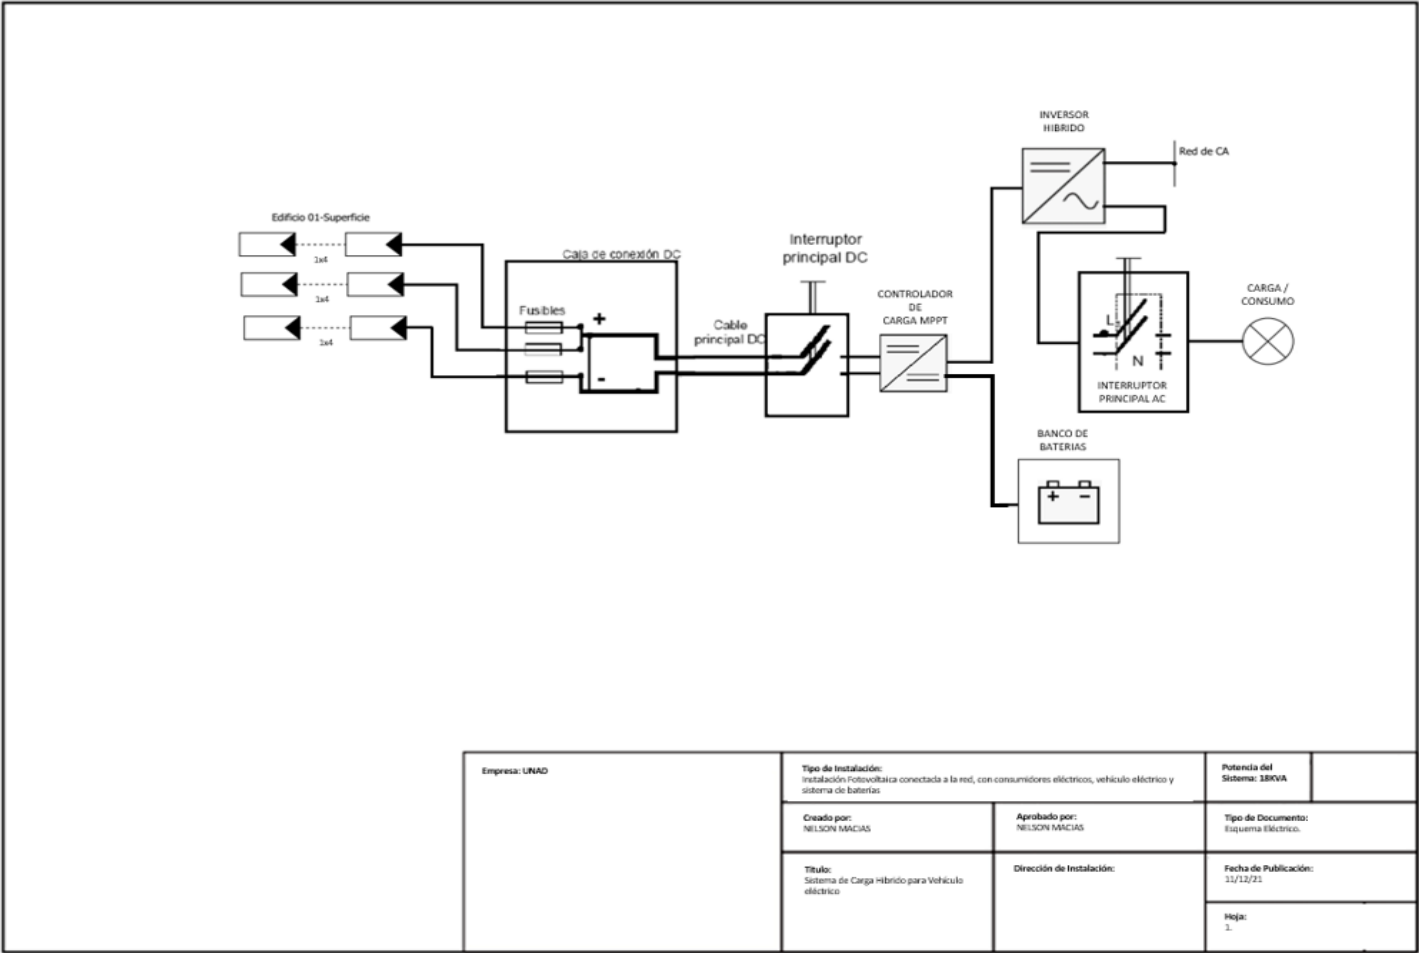 INVERSOR
HIBRIDO
Red de CA
Edificio 01-Superficie
1x4
1x4
1x4
Caja de conexión DC
Fusibles
+
-
Interruptor
principal DC
Cable
principal DC
CONTROLADOR
DE
CARGA MPPT
L
N
INTERRUPTOR
PRINCIPAL AC
CARGA /
CONSUMO
BANCO DE
BATERIAS
+ -
Empresa: UNAD
Tipo de Instalación:
Instalación Fotovoltaica conectada a la red, con consumidores eléctricos, vehículo eléctrico y
sistema de baterías
Potencia del
Sistema: 18KVA
Creado por:
NELSON MACIAS
Aprobado por:
NELSON MACIAS
Tipo de Documento:
Esquema Eléctrico.
Titulo:
Sistema de Carga Hibrido para Vehículo
eléctrico
Dirección de Instalación:
Fecha de Publicación:
11/12/21
Hoja:
1.